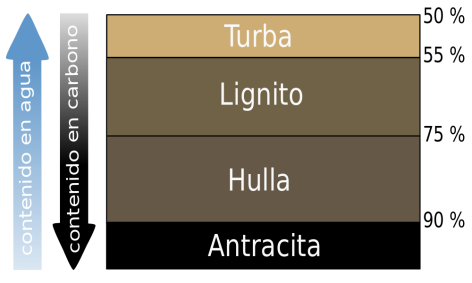 contenido en agua
contenido en carbono
50 %
Turba
55 %
Lignito
75 %
Hulla
90 %
Antracita